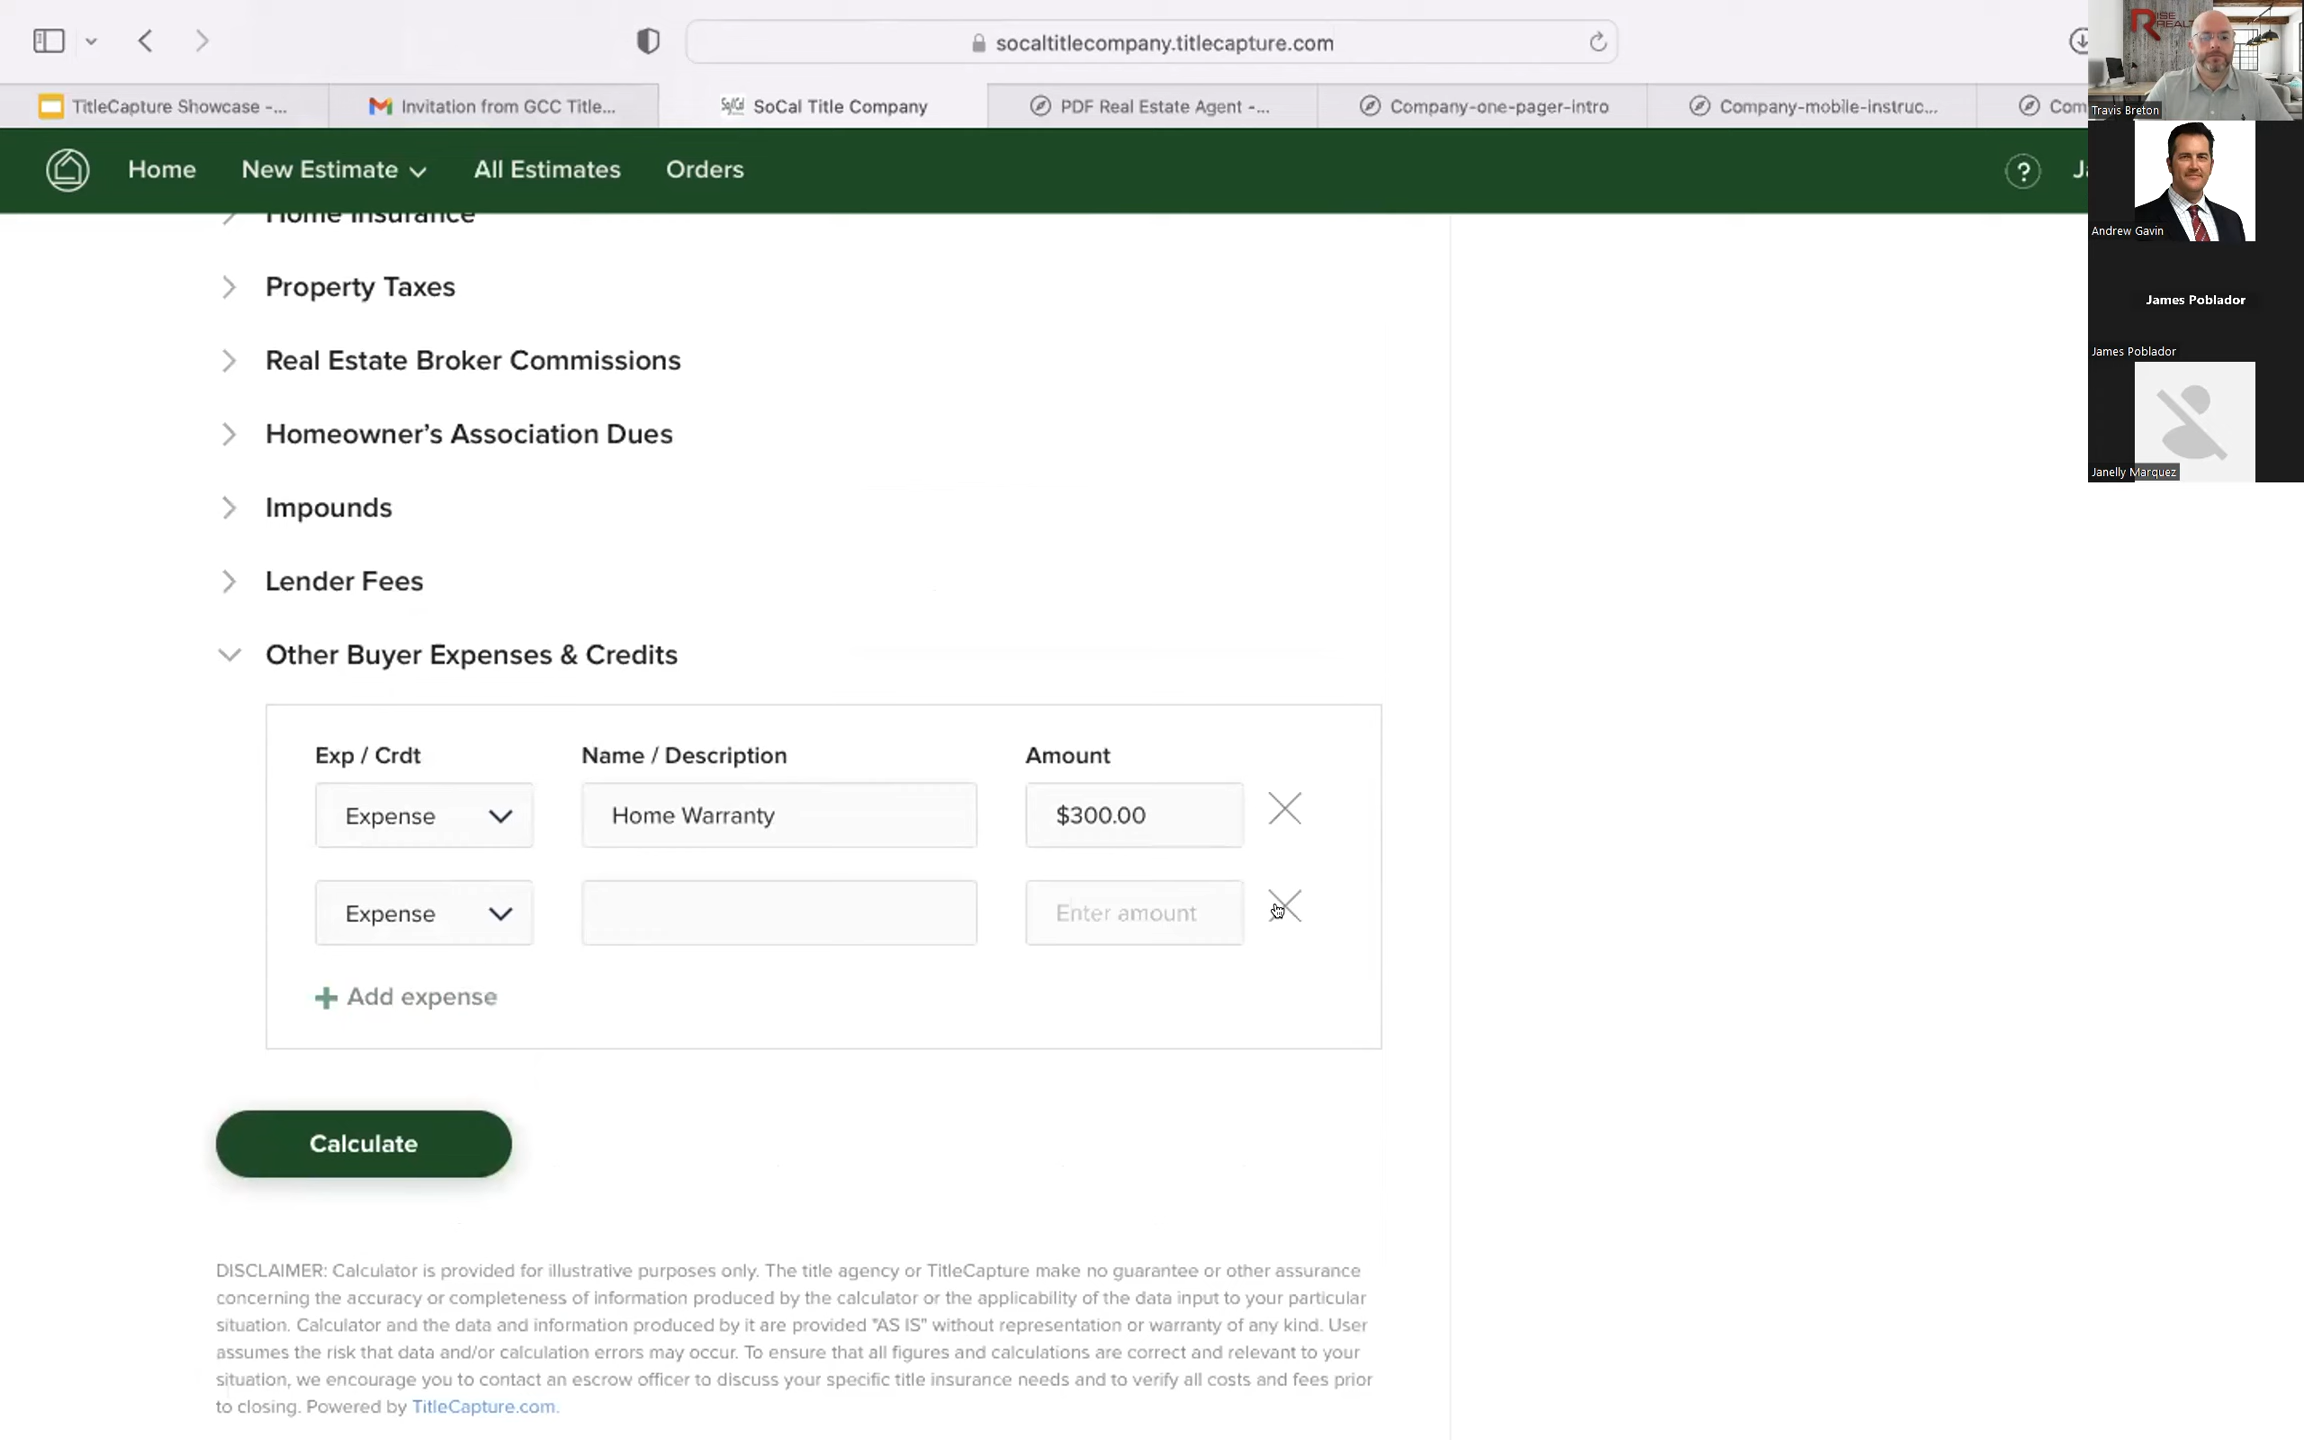 socaltitlecompany.titlecapture.com
TitleCapture Showcase -...
Invitation from GCC Title...
So/Cal SoCal Title Company
PDF Real Estate Agent -...
Company-one-pager-intro
Company-mobile-instruc...
Com
Home
New Estimate
All Estimates
Orders
?
Ja
Home Insurance
Property Taxes
Real Estate Broker Commissions
Homeowner's Association Dues
Impounds
Lender Fees
Other Buyer Expenses & Credits
Exp / Crdt
Name / Description
Amount
Expense
Home Warranty
$300.00
Expense
Enter amount
+ Add expense
Calculate
DISCLAIMER: Calculator is provided for illustrative purposes only. The title agency or TitleCapture make no guarantee or other assurance
concerning the accuracy or completeness of information produced by the calculator or the applicability of the data input to your particular
situation. Calculator and the data and information produced by it are provided "AS IS" without representation or warranty of any kind. User
assumes the risk that data and/or calculation errors may occur. To ensure that all figures and calculations are correct and relevant to your
situation, we encourage you to contact an escrow officer to discuss your specific title insurance needs and to verify all costs and fees prior
to closing. Powered by TitleCapture.com.
RISE
REAL
Travis Breton
Andrew Gavin
James Poblador
James Poblador
Janelly Marquez